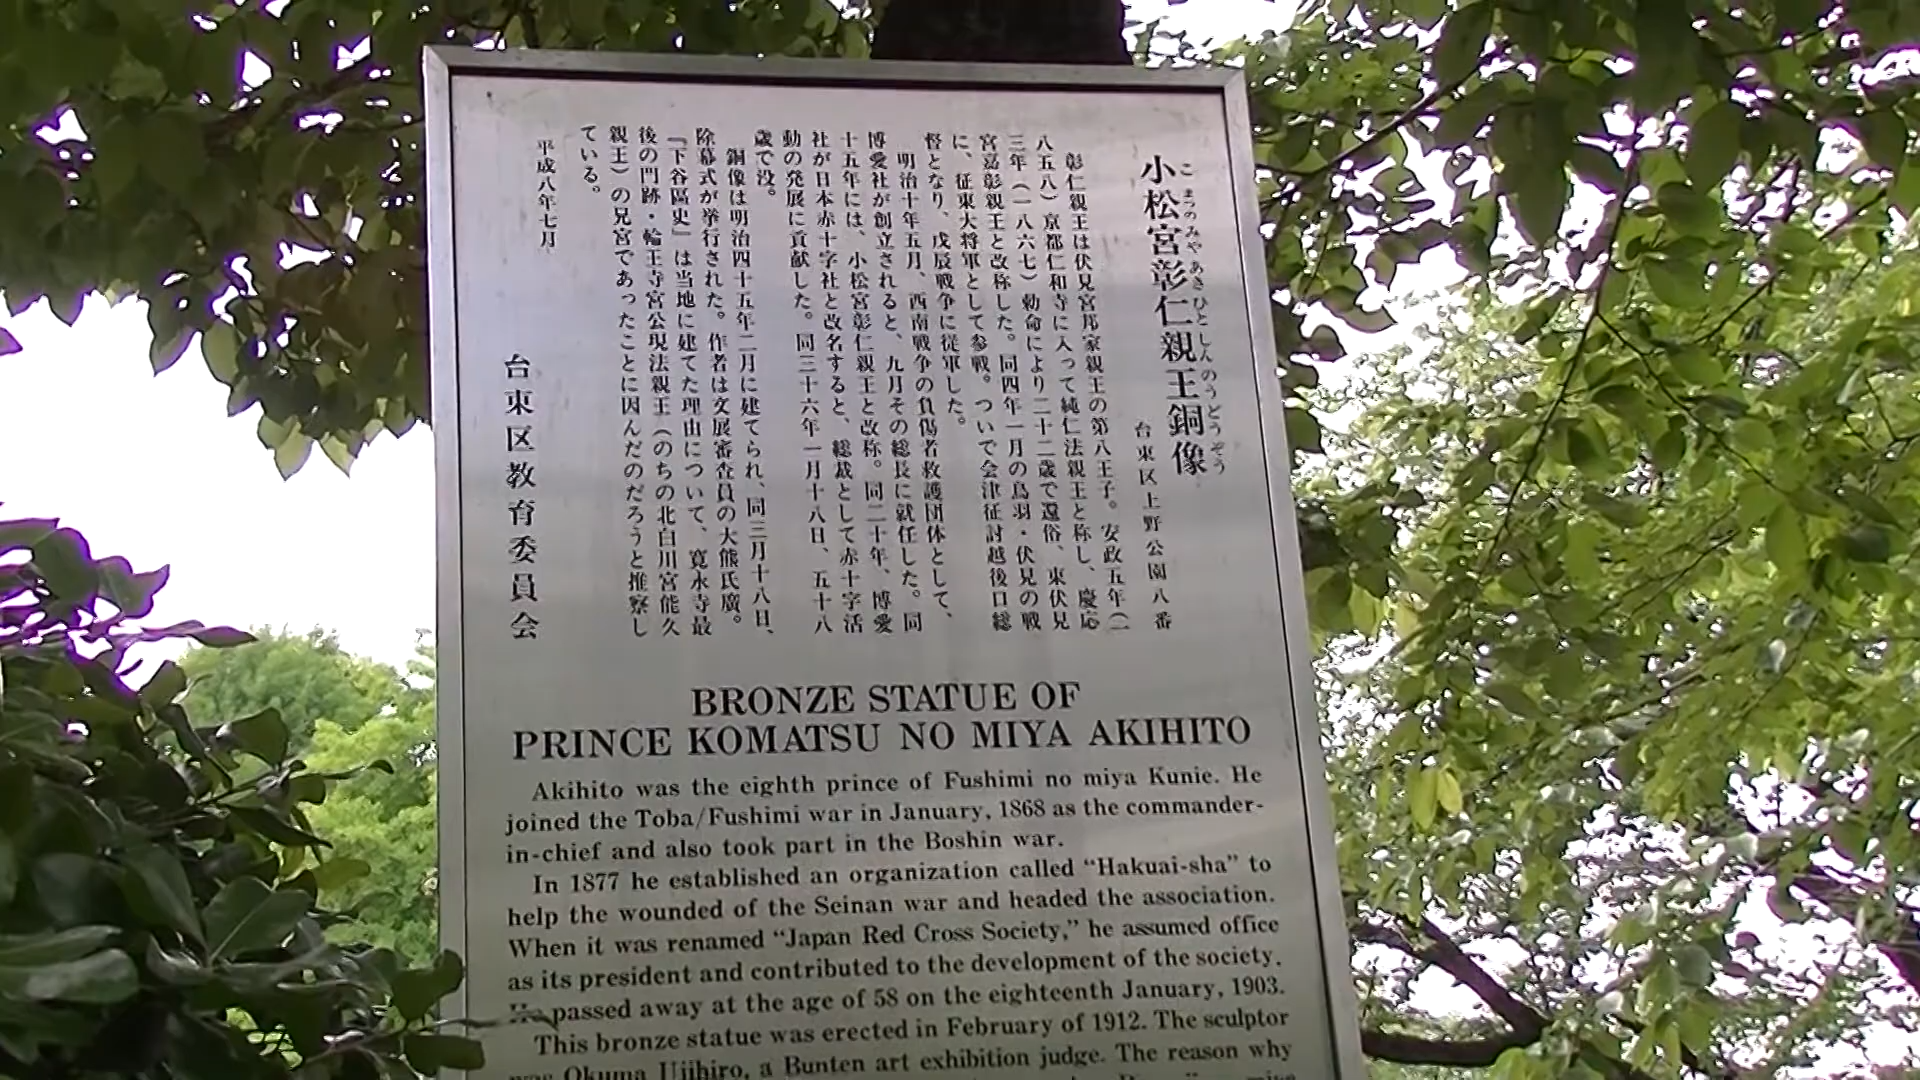 小松宮彰仁親王銅像
こまつのみやあきひとしんのうどうぞう
台東区上野公園八番
彰仁親王は伏見宮邦家親王の第八王子。安政五年(一
八五八)京都仁和寺に入って純仁法親王と称し、慶応
三年(一八六七)勅命により二十二歳で還俗、東伏見
宮嘉彰親王と改称した。同四年一月の鳥羽・伏見の戦
に、征東大将軍として参戦。ついで会津征討越後口総
督となり、戊辰戦争に従軍した。
明治十年五月、西南戦争の負傷者救護団体として、
博愛社が創立されると、九月その総長に就任した。同
十五年には、小松宮彰仁親王と改称。同二十年、博愛
社が日本赤十字社と改名すると、総裁として赤十字活
動の発展に貢献した。同三十六年一月十八日、五十八
歳で没。
銅像は明治四十五年二月に建てられ、同三月十八日、
除幕式が挙行された。作者は文展審査員の大熊氏廣。
『下谷區史』は当地に建てた理由について、寛永寺最
後の門跡・輪王寺宮公現法親王(のちの北白川宮能久
親王)の兄宮であったことに因んだのだろうと推察し
ている。
平成八年七月
台東区教育委員会
BRONZE STATUE OF
PRINCE KOMATSU NO MIYA AKIHITO
Akihito was the eighth prince of Fushimi no miya Kunie. He
joined the Toba/Fushimi war in January, 1868 as the commander-
in-chief and also took part in the Boshin war.
In 1877 he established an organization called “Hakuai-sha” to
help the wounded of the Seinan war and headed the association.
When it was renamed “Japan Red Cross Society,” he assumed office
as its president and contributed to the development of the society.
He passed away at the age of 58 on the eighteenth January, 1903.
This bronze statue was erected in February of 1912. The sculptor
was Okuma Ujihiro, a Bunten art exhibition judge. The reason why